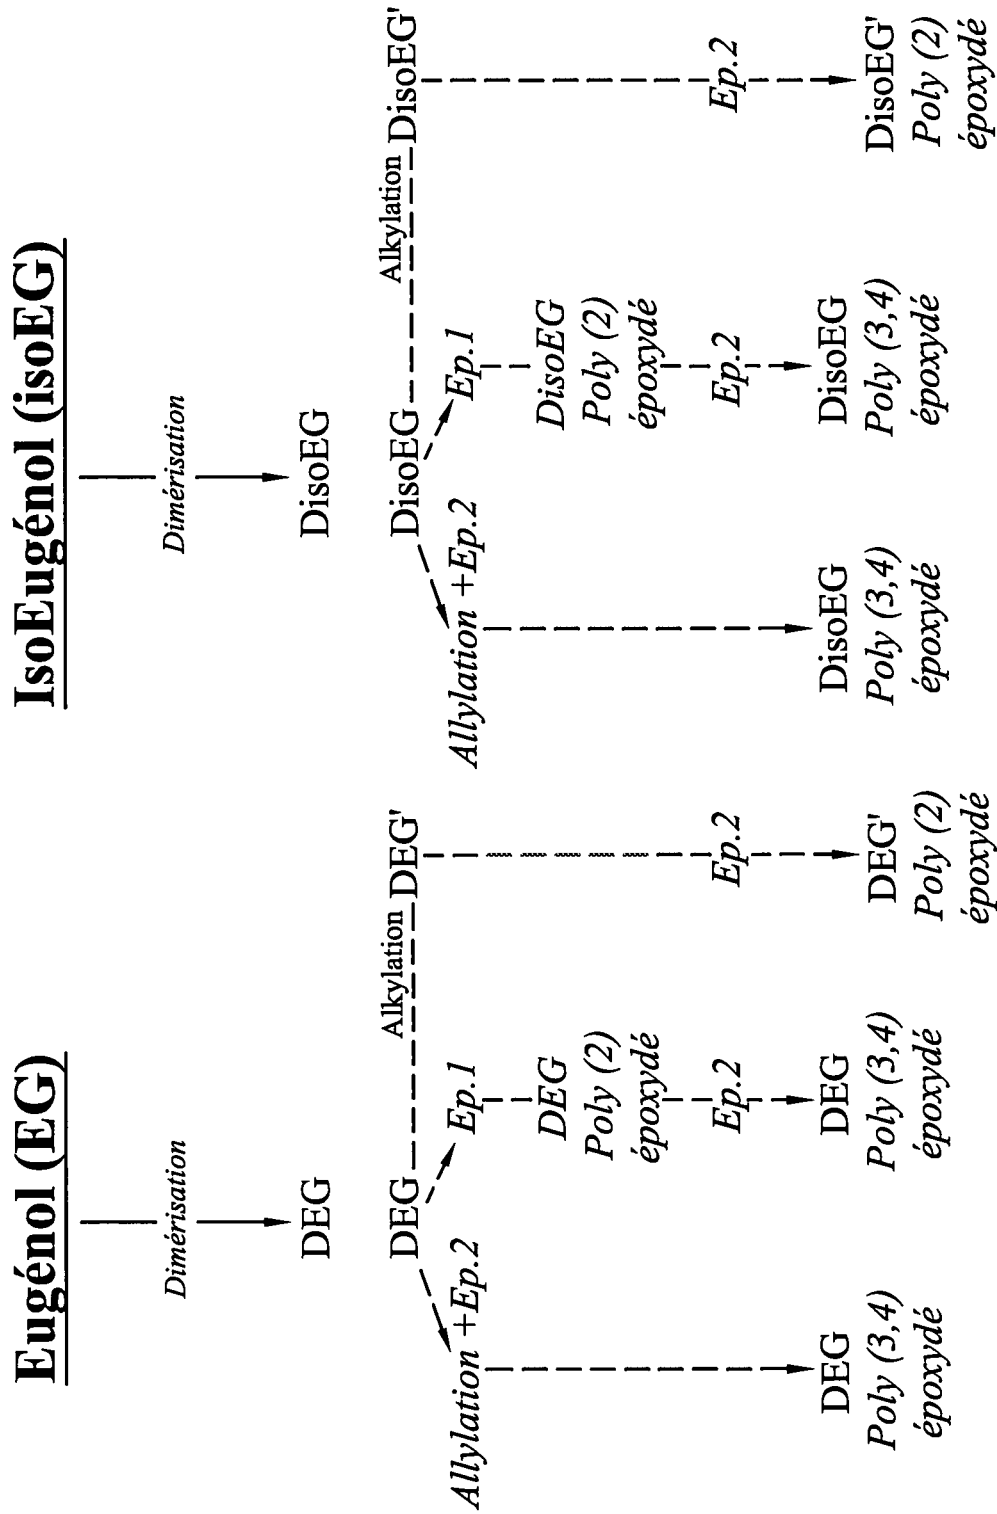 Eugénol (EG)
Dimérisation
DEG
DEG
Alkylation
DEG'
Allylation +Ep.2
Ep.1
DEG
Poly (2)
époxydé
Ep.2
Ep.2
DEG
Poly (3,4)
époxydé
DEG
Poly (3,4)
époxydé
DEG'
Poly (2)
époxydé
IsoEugénol (isoEG)
Dimérisation
DisoEG
DisoEG
Alkylation
DisoEG'
Allylation +Ep.2
Ep.1
DisoEG
Poly (2)
époxydé
Ep.2
Ep.2
DisoEG
Poly (3,4)
époxydé
DisoEG
Poly (3,4)
époxydé
DisoEG'
Poly (2)
époxydé